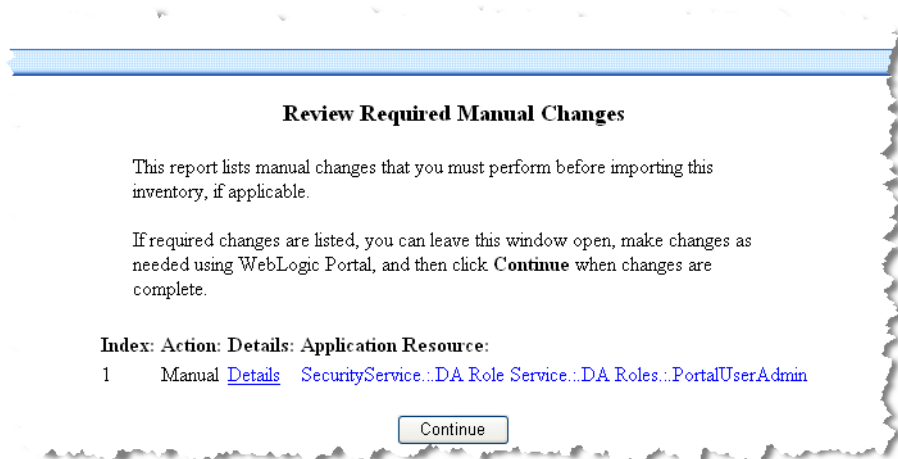 Review Required Manual Changes
This report lists manual changes that you must perform before importing this
inventory, if applicable.
If required changes are listed, you can leave this window open, make changes as
needed using WebLogic Portal, and then click Continue when changes are
complete.
Index: Action: Details: Application Resource:
1 Manual Details SecurityService.:.DA Role Service.:.DA Roles.:.PortalUserAdmin
Continue